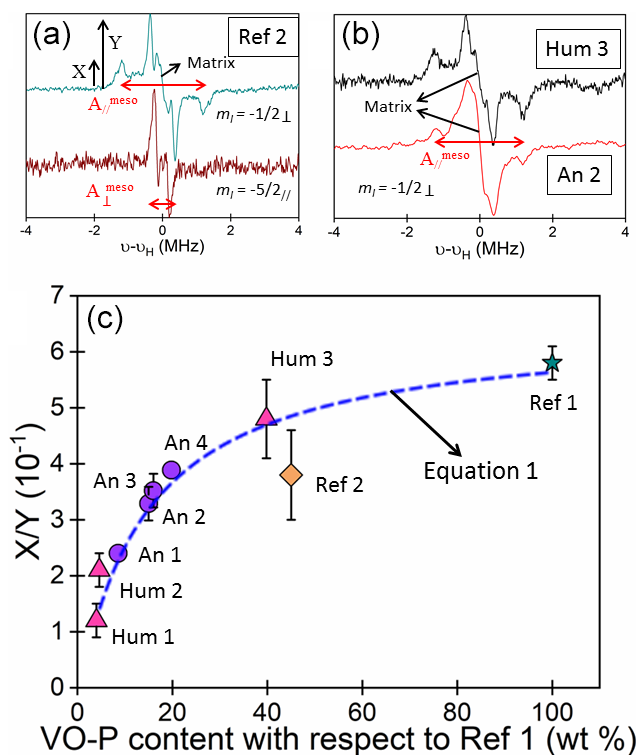 (a)
Ref 2
Y
X
Matrix
A//meso
mI = -1/2⊥
A⊥meso
mI = -5/2//
-4 -2 0 2 4
υ-υH (MHz)
(b)
Hum 3
Matrix
A//meso
mI = -1/2⊥
An 2
-4 -2 0 2 4
υ-υH (MHz)
(c)
7
6
5
4
3
2
1
0
X/Y (10-1)
Hum 3
Ref 1
An 4
An 3
Ref 2
Equation 1
An 2
An 1
Hum 2
Hum 1
0 20 40 60 80 100
VO-P content with respect to Ref 1 (wt %)